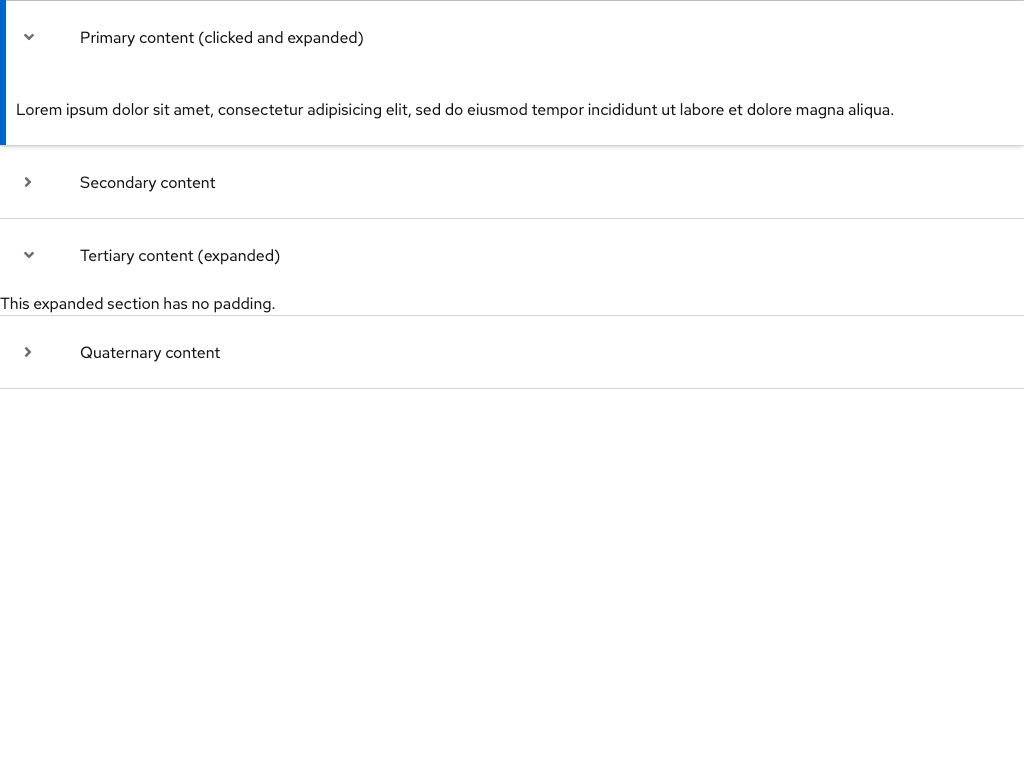 Primary content (clicked and expanded)
Lorem ipsum dolor sit amet, consectetur adipisicing elit, sed do eiusmod tempor incididunt ut labore et dolore magna aliqua.
Secondary content
Tertiary content (expanded)
This expanded section has no padding.
Quaternary content